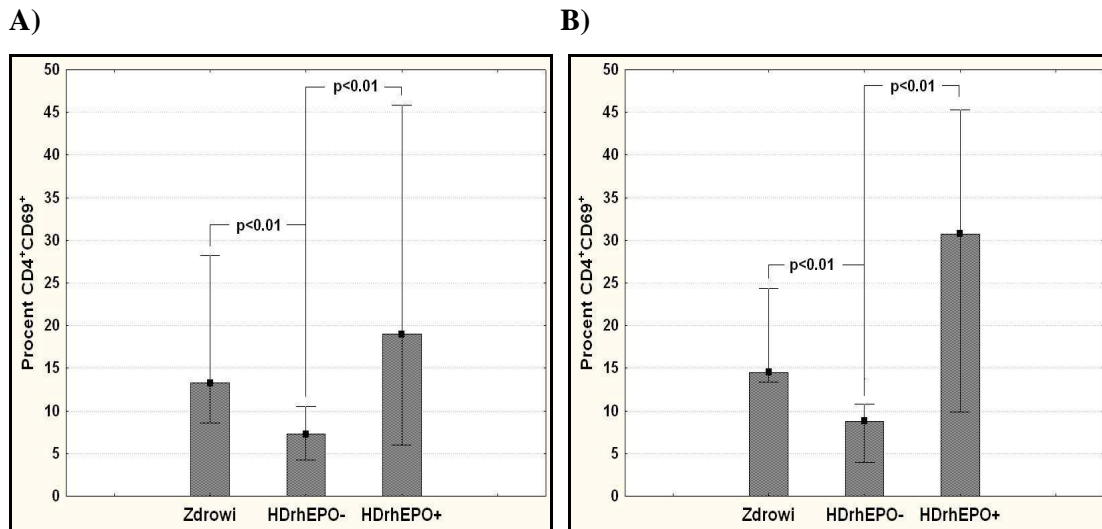 A)
B)
50
45
40
35
30
25
20
15
10
5
0
Procent CD4⁺CD69⁺
p<0.01
p<0.01
Zdrowi HDrhEPO- HDrhEPO+
50
45
40
35
30
25
20
15
10
5
0
Procent CD4⁺CD69⁺
p<0.01
p<0.01
Zdrowi HDrhEPO- HDrhEPO+